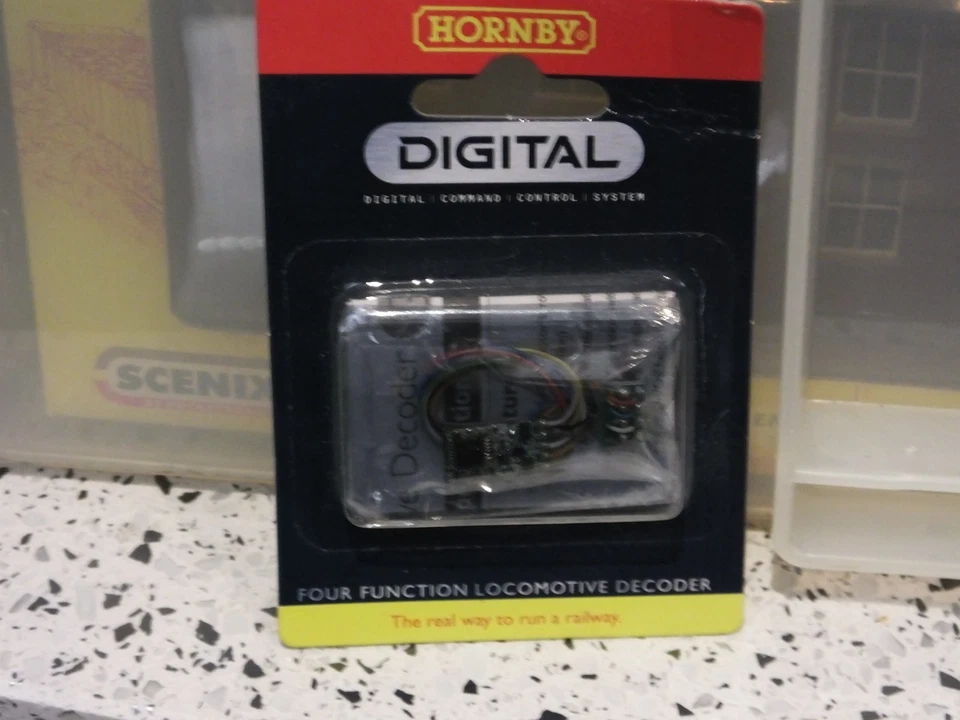 HORNBY®
DIGITAL
DIGITAL | COMMAND | CONTROL | SYSTEM
Decoder
SCENIX
FOUR FUNCTION LOCOMOTIVE DECODER
The real way to run a railway.